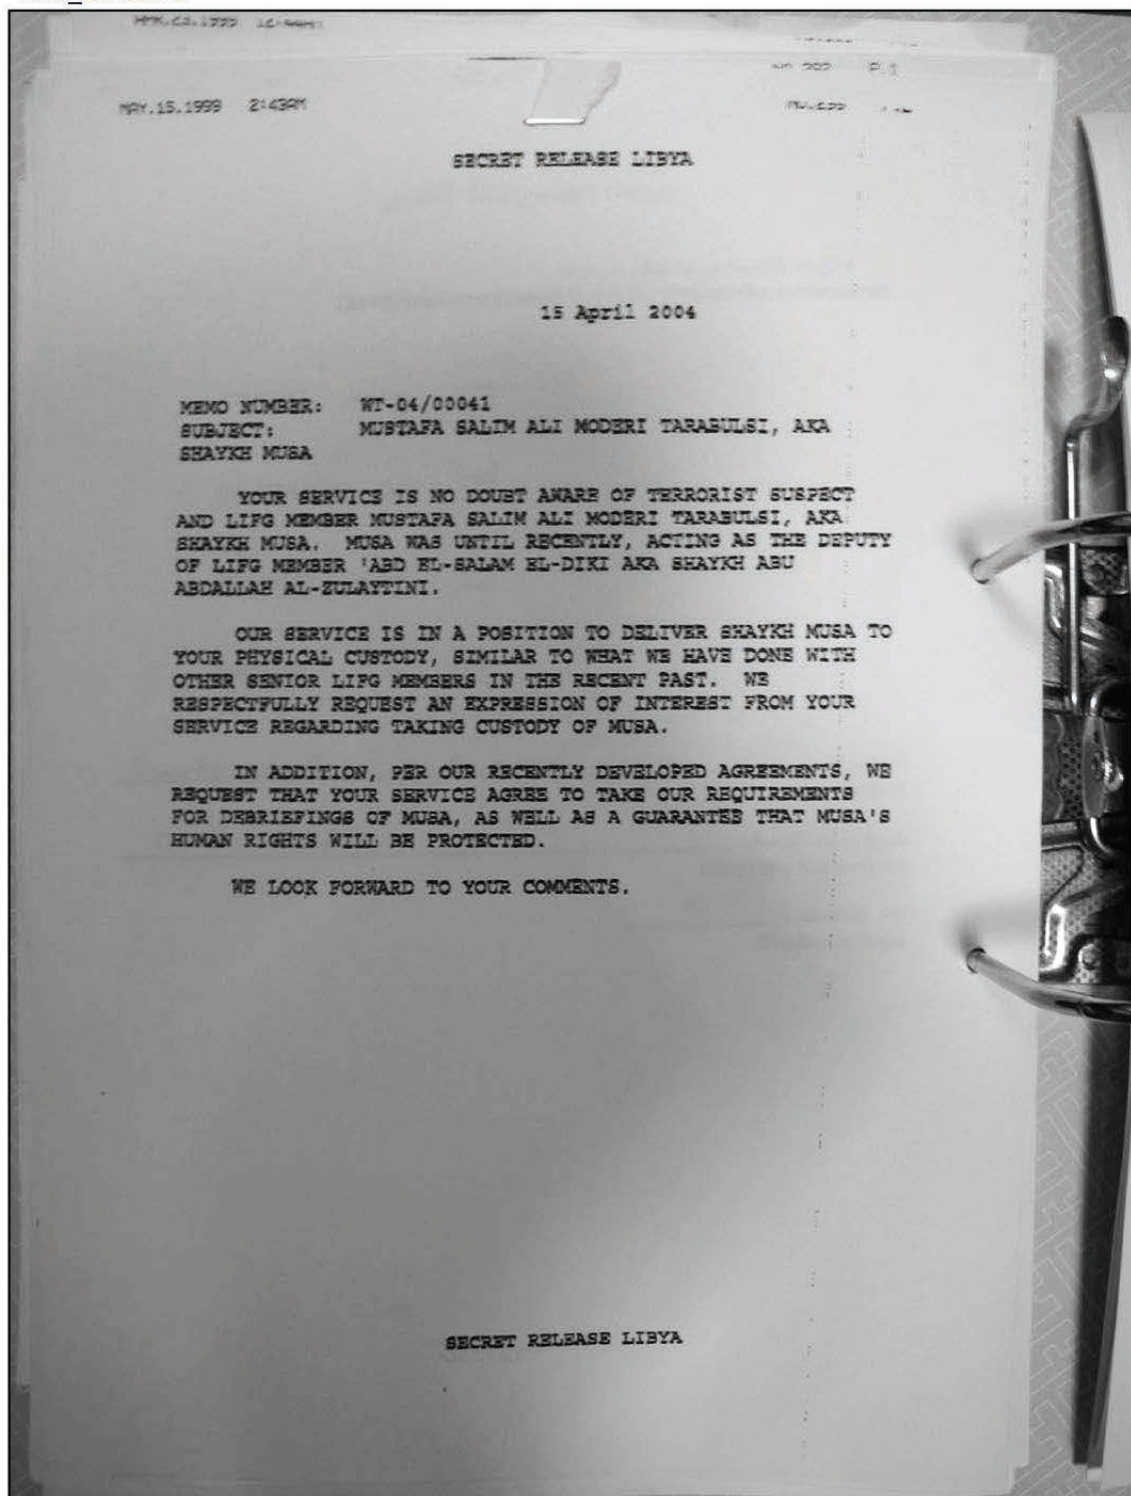 MAY.15.1999 2:43AM
P.1
SECRET RELEASE LIBYA
15 April 2004
MEMO NUMBER: WT-04/00041
SUBJECT: MUSTAFA SALIM ALI MODERI TARABULSI, AKA
SHAYKH MUSA
YOUR SERVICE IS NO DOUBT AWARE OF TERRORIST SUSPECT
AND LIFG MEMBER MUSTAFA SALIM ALI MODERI TARABULSI, AKA
SHAYKH MUSA. MUSA WAS UNTIL RECENTLY, ACTING AS THE DEPUTY
OF LIFG MEMBER 'ABD EL-SALAM EL-DIKI AKA SHAYKH ABU
ABDALLAH AL-ZULAYTINI.
OUR SERVICE IS IN A POSITION TO DELIVER SHAYKH MUSA TO
YOUR PHYSICAL CUSTODY, SIMILAR TO WHAT WE HAVE DONE WITH
OTHER SENIOR LIFG MEMBERS IN THE RECENT PAST. WE
RESPECTFULLY REQUEST AN EXPRESSION OF INTEREST FROM YOUR
SERVICE REGARDING TAKING CUSTODY OF MUSA.
IN ADDITION, PER OUR RECENTLY DEVELOPED AGREEMENTS, WE
REQUEST THAT YOUR SERVICE AGREE TO TAKE OUR REQUIREMENTS
FOR DEBRIEFINGS OF MUSA, AS WELL AS A GUARANTEE THAT MUSA'S
HUMAN RIGHTS WILL BE PROTECTED.
WE LOOK FORWARD TO YOUR COMMENTS.
SECRET RELEASE LIBYA